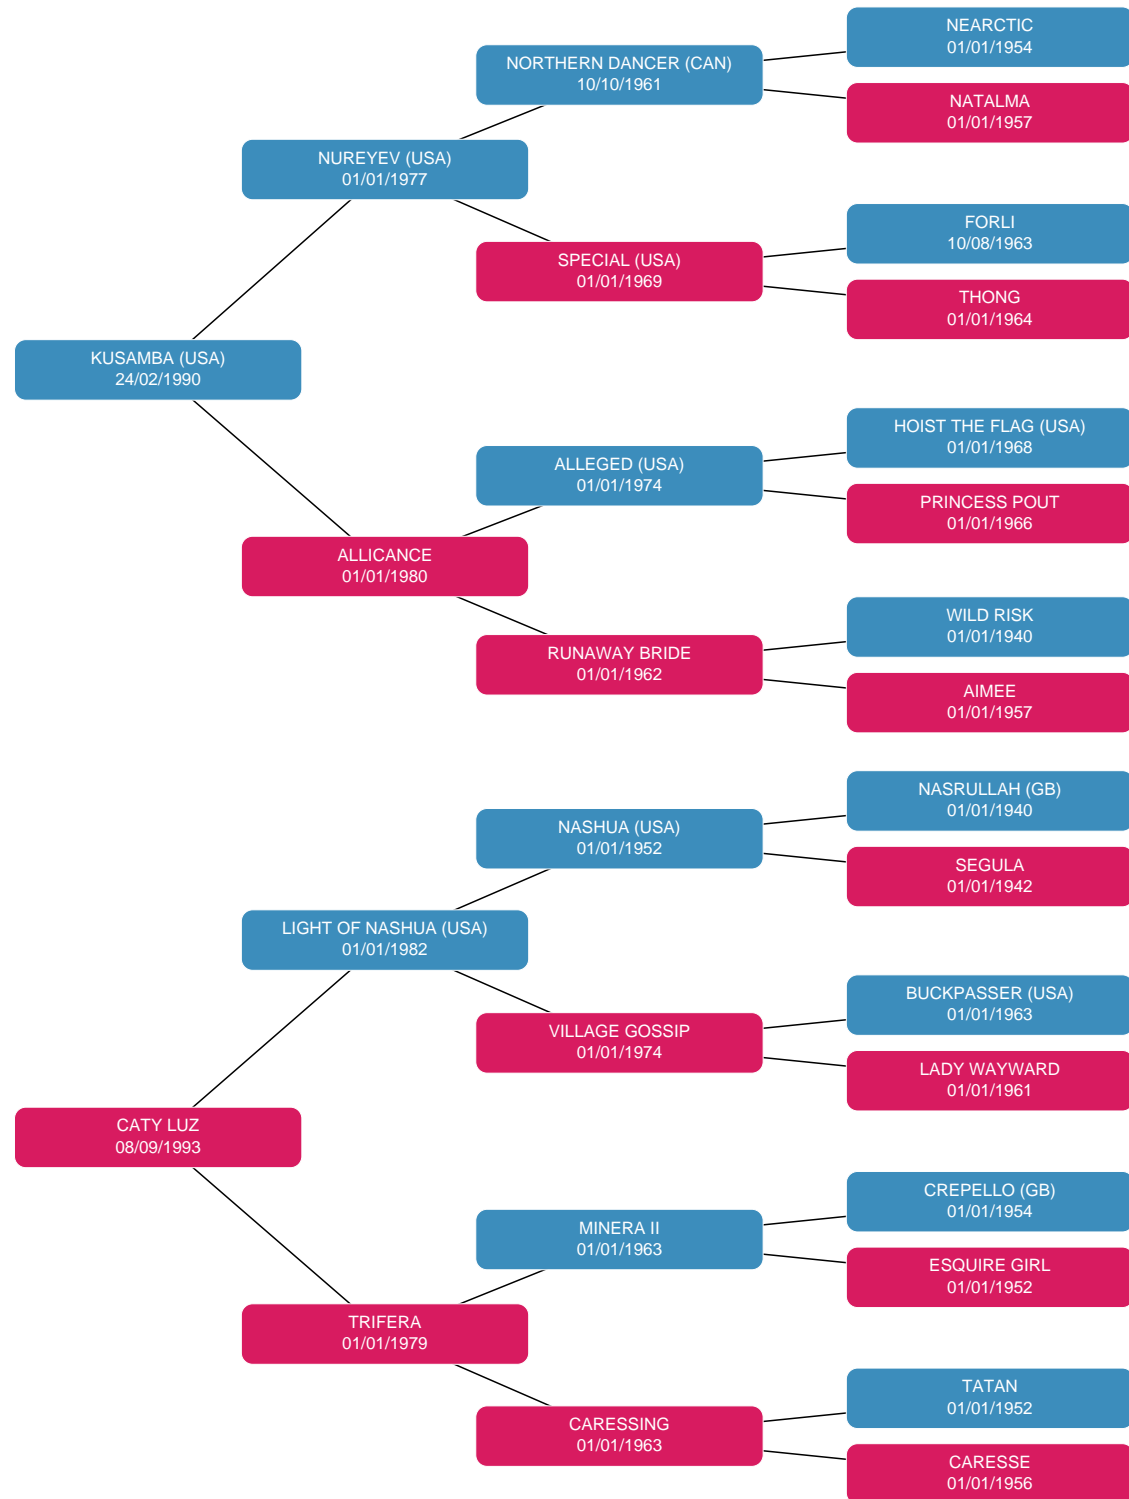 NEARCTIC
01/01/1954
NORTHERN DANCER (CAN)
10/10/1961
NATALMA
01/01/1957
NUREYEV (USA)
01/01/1977
FORLI
10/08/1963
SPECIAL (USA)
01/01/1969
THONG
01/01/1964
KUSAMBA (USA)
24/02/1990
HOIST THE FLAG (USA)
01/01/1968
ALLEGED (USA)
01/01/1974
PRINCESS POUT
01/01/1966
ALLICANCE
01/01/1980
WILD RISK
01/01/1940
RUNAWAY BRIDE
01/01/1962
AIMEE
01/01/1957
NASRULLAH (GB)
01/01/1940
NASHUA (USA)
01/01/1952
SEGULA
01/01/1942
LIGHT OF NASHUA (USA)
01/01/1982
BUCKPASSER (USA)
01/01/1963
VILLAGE GOSSIP
01/01/1974
LADY WAYWARD
01/01/1961
CATY LUZ
08/09/1993
CREPELLO (GB)
01/01/1954
MINERA II
01/01/1963
ESQUIRE GIRL
01/01/1952
TRIFERA
01/01/1979
TATAN
01/01/1952
CARESSING
01/01/1963
CARESSE
01/01/1956